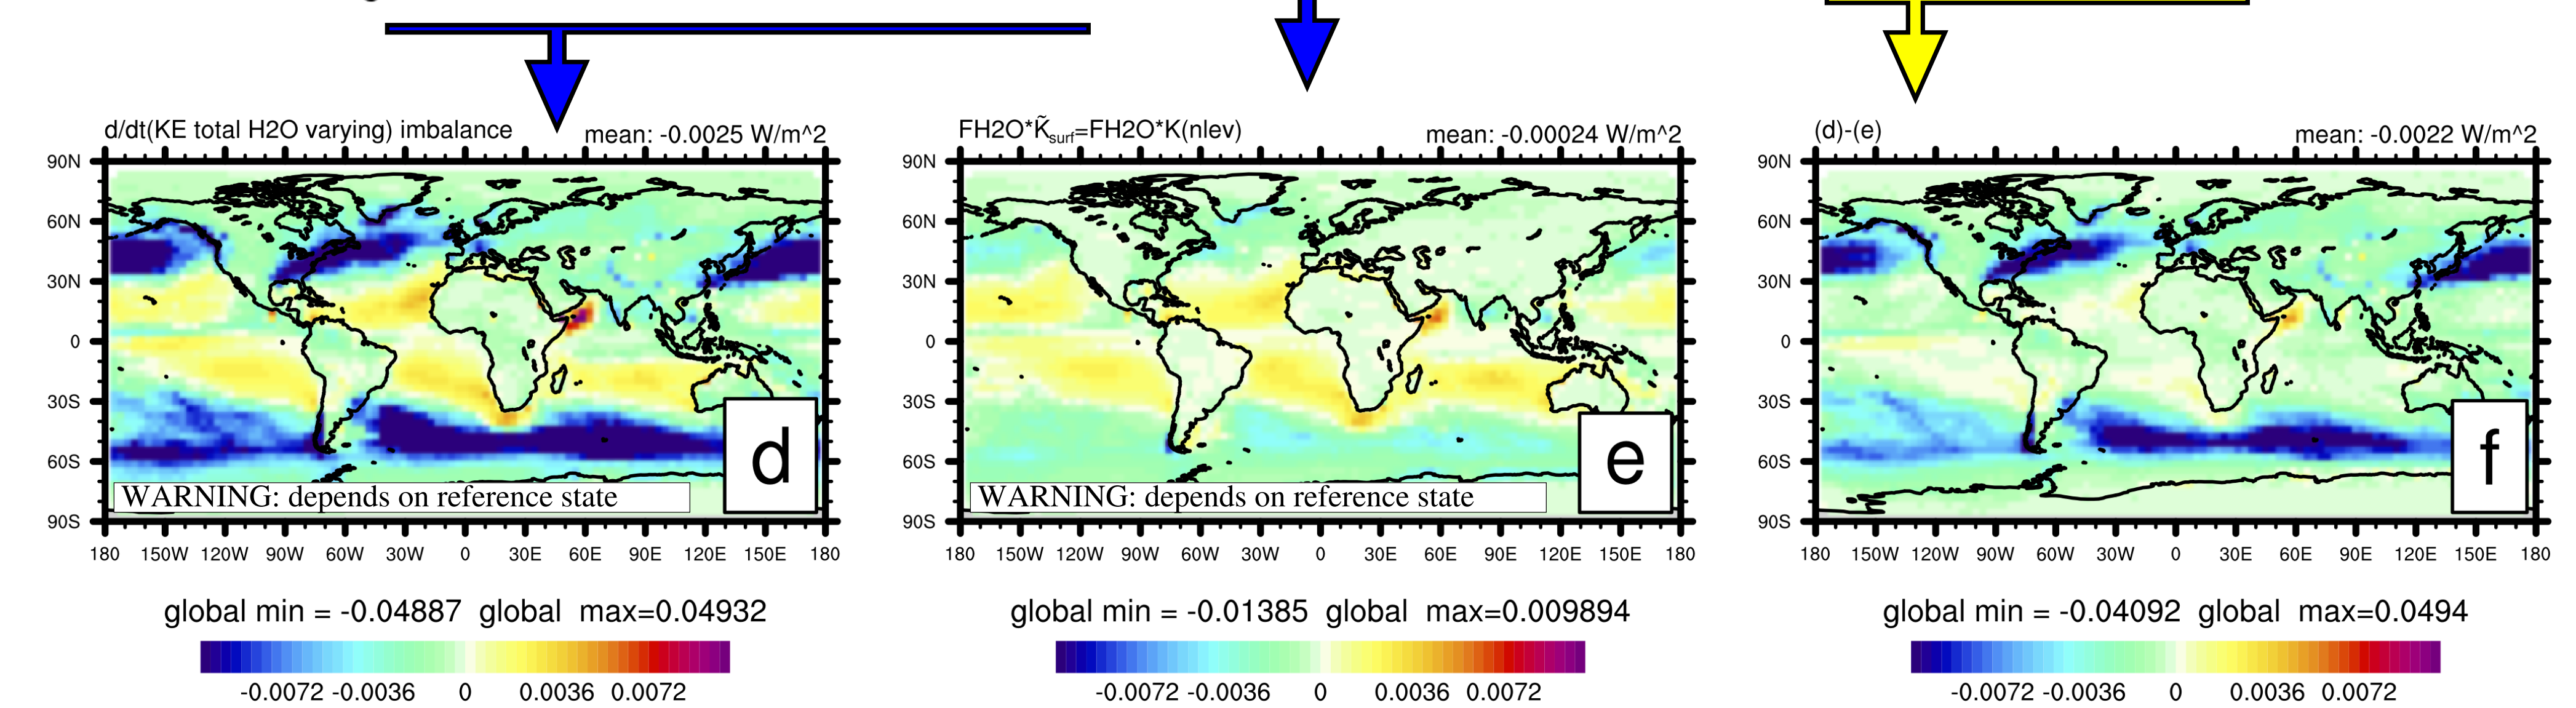 d/dt(KE total H2O varying) imbalance mean: -0.0025 W/m^2
90N
60N
30N
0
30S
60S
90S
180 150W 120W 90W 60W 30W 0 30E 60E 90E 120E 150E 180
WARNING: depends on reference state
d
global min = -0.04887 global max=0.04932
-0.0072 -0.0036 0 0.0036 0.0072
FH2O*K̃surf=FH2O*K(nlev) mean: -0.00024 W/m^2
90N
60N
30N
0
30S
60S
90S
180 150W 120W 90W 60W 30W 0 30E 60E 90E 120E 150E 180
WARNING: depends on reference state
e
global min = -0.01385 global max=0.009894
-0.0072 -0.0036 0 0.0036 0.0072
(d)-(e) mean: -0.0022 W/m^2
90N
60N
30N
0
30S
60S
90S
180 150W 120W 90W 60W 30W 0 30E 60E 90E 120E 150E 180
f
global min = -0.04092 global max=0.0494
-0.0072 -0.0036 0 0.0036 0.0072